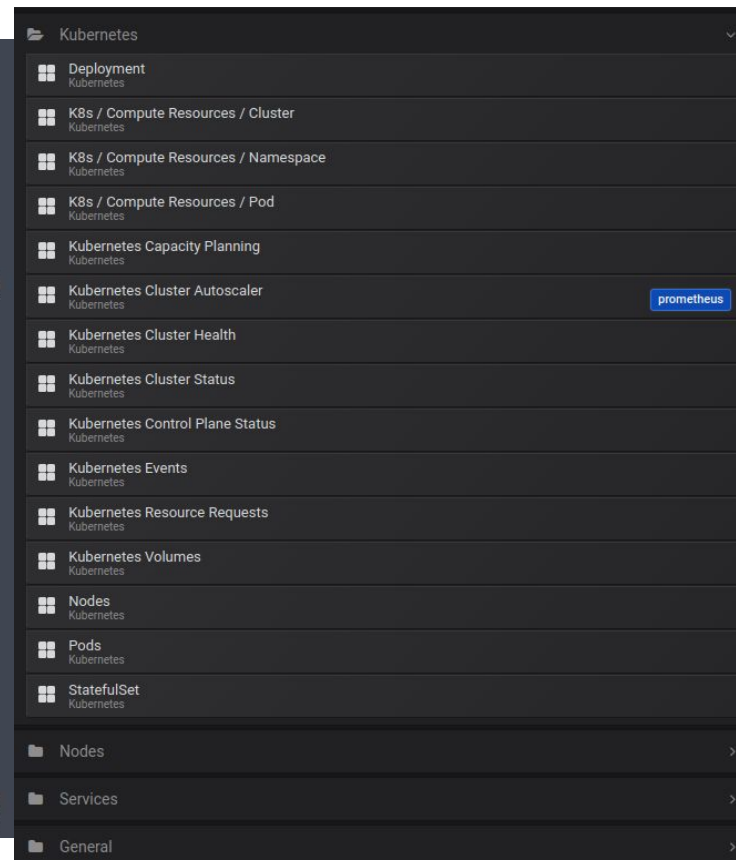 Kubernetes
Deployment
Kubernetes
K8s / Compute Resources / Cluster
Kubernetes
K8s / Compute Resources / Namespace
Kubernetes
K8s / Compute Resources / Pod
Kubernetes
Kubernetes Capacity Planning
Kubernetes
Kubernetes Cluster Autoscaler
Kubernetes
prometheus
Kubernetes Cluster Health
Kubernetes
Kubernetes Cluster Status
Kubernetes
Kubernetes Control Plane Status
Kubernetes
Kubernetes Events
Kubernetes
Kubernetes Resource Requests
Kubernetes
Kubernetes Volumes
Kubernetes
Nodes
Kubernetes
Pods
Kubernetes
StatefulSet
Kubernetes
Nodes
Services
General